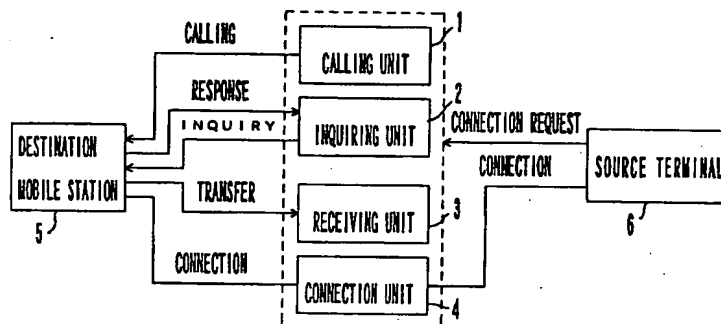 CALLING
1
CALLING UNIT
RESPONSE
2
INQUIRY
INQUIRING UNIT
CONNECTION REQUEST
DESTINATION
MOBILE STATION
CONNECTION
SOURCE TERMINAL
TRANSFER
5
3
RECEIVING UNIT
6
CONNECTION
CONNECTION UNIT
4